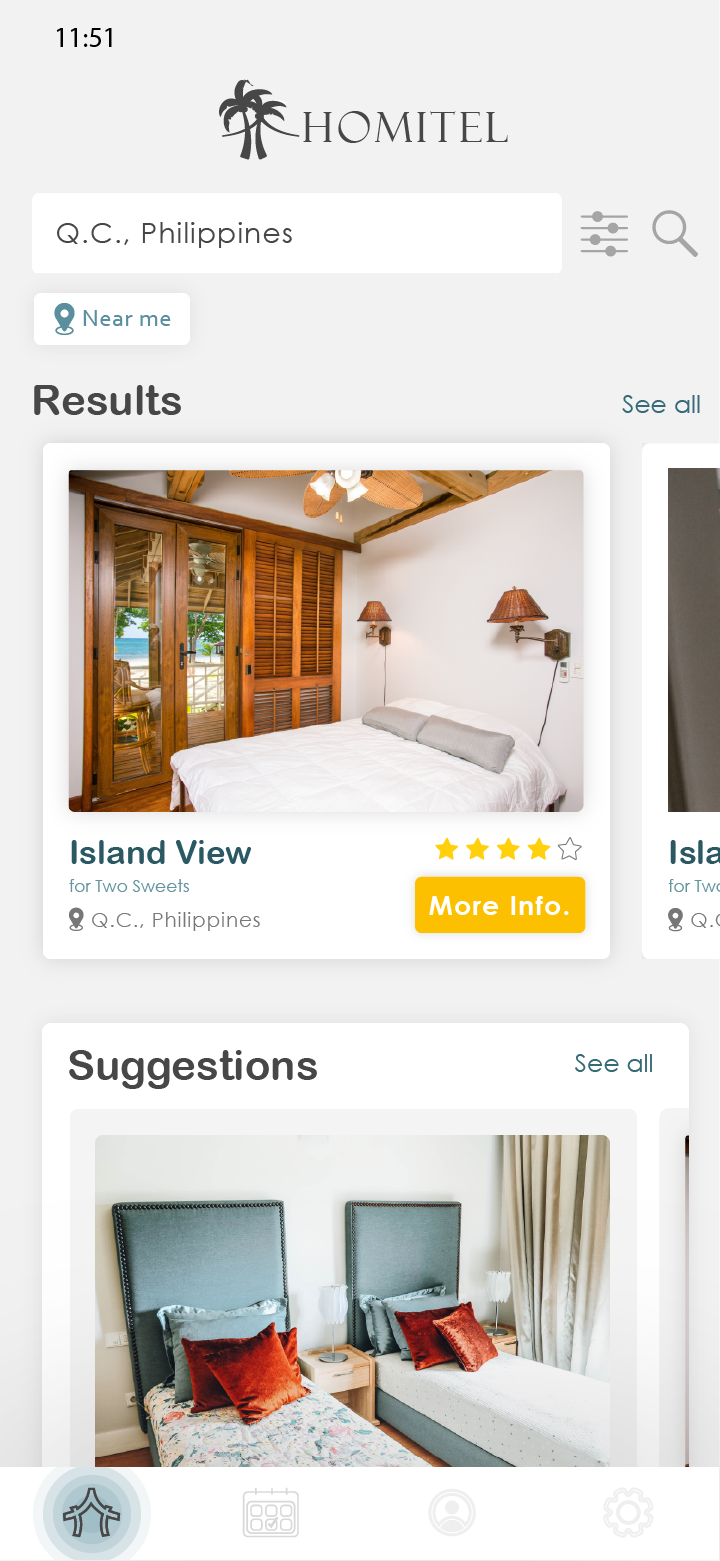 11:51
HOMITEL
Q.C., Philippines
Near me
Results
See all
Island View
for Two Sweets
Q.C., Philippines
More Info.
Suggestions
See all